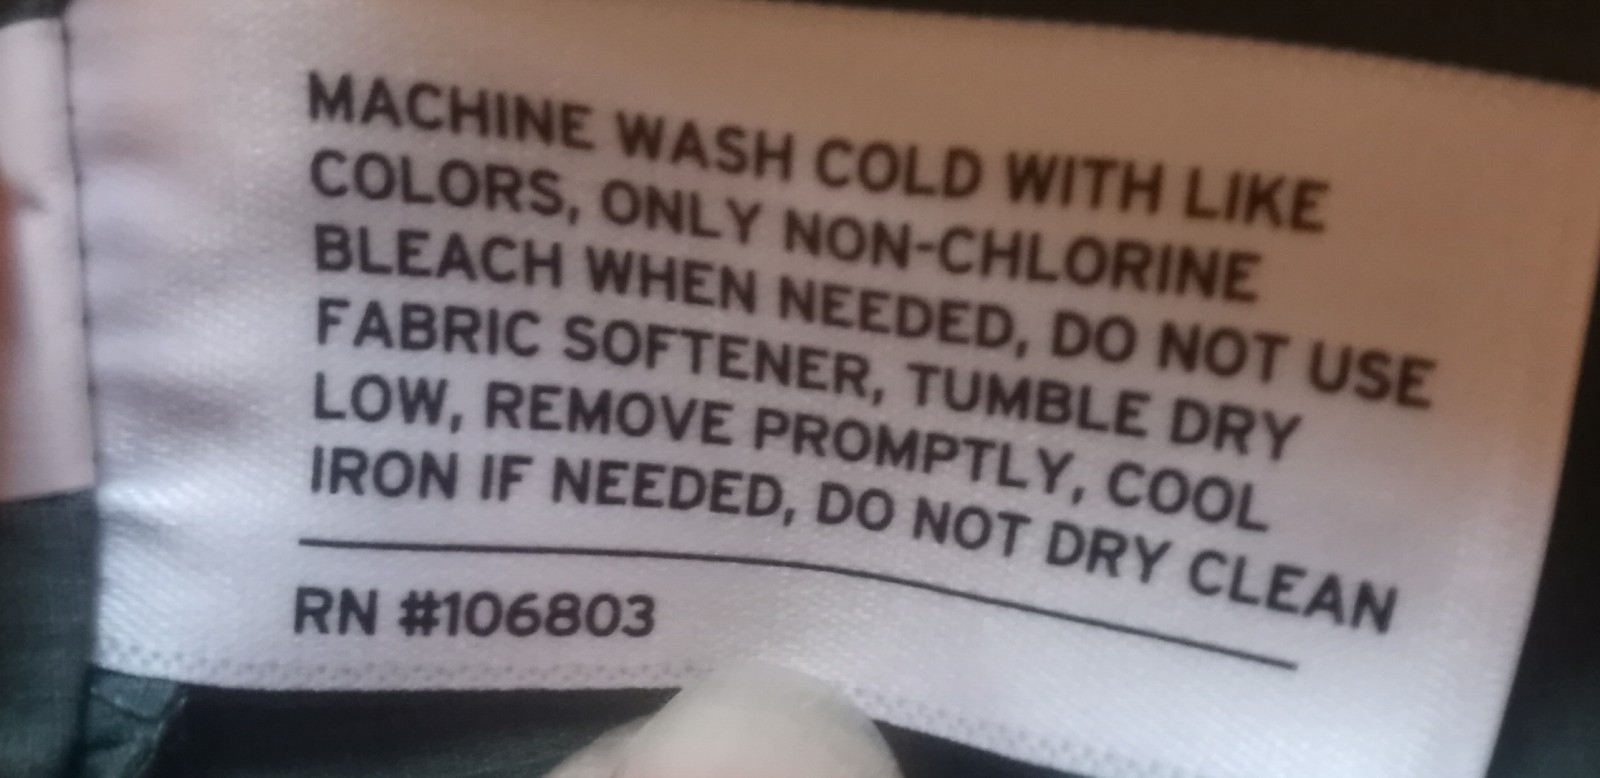 MACHINE WASH COLD WITH LIKE
COLORS, ONLY NON-CHLORINE
BLEACH WHEN NEEDED, DO NOT USE
FABRIC SOFTENER, TUMBLE DRY
LOW, REMOVE PROMPTLY, COOL
IRON IF NEEDED, DO NOT DRY CLEAN
RN #106803